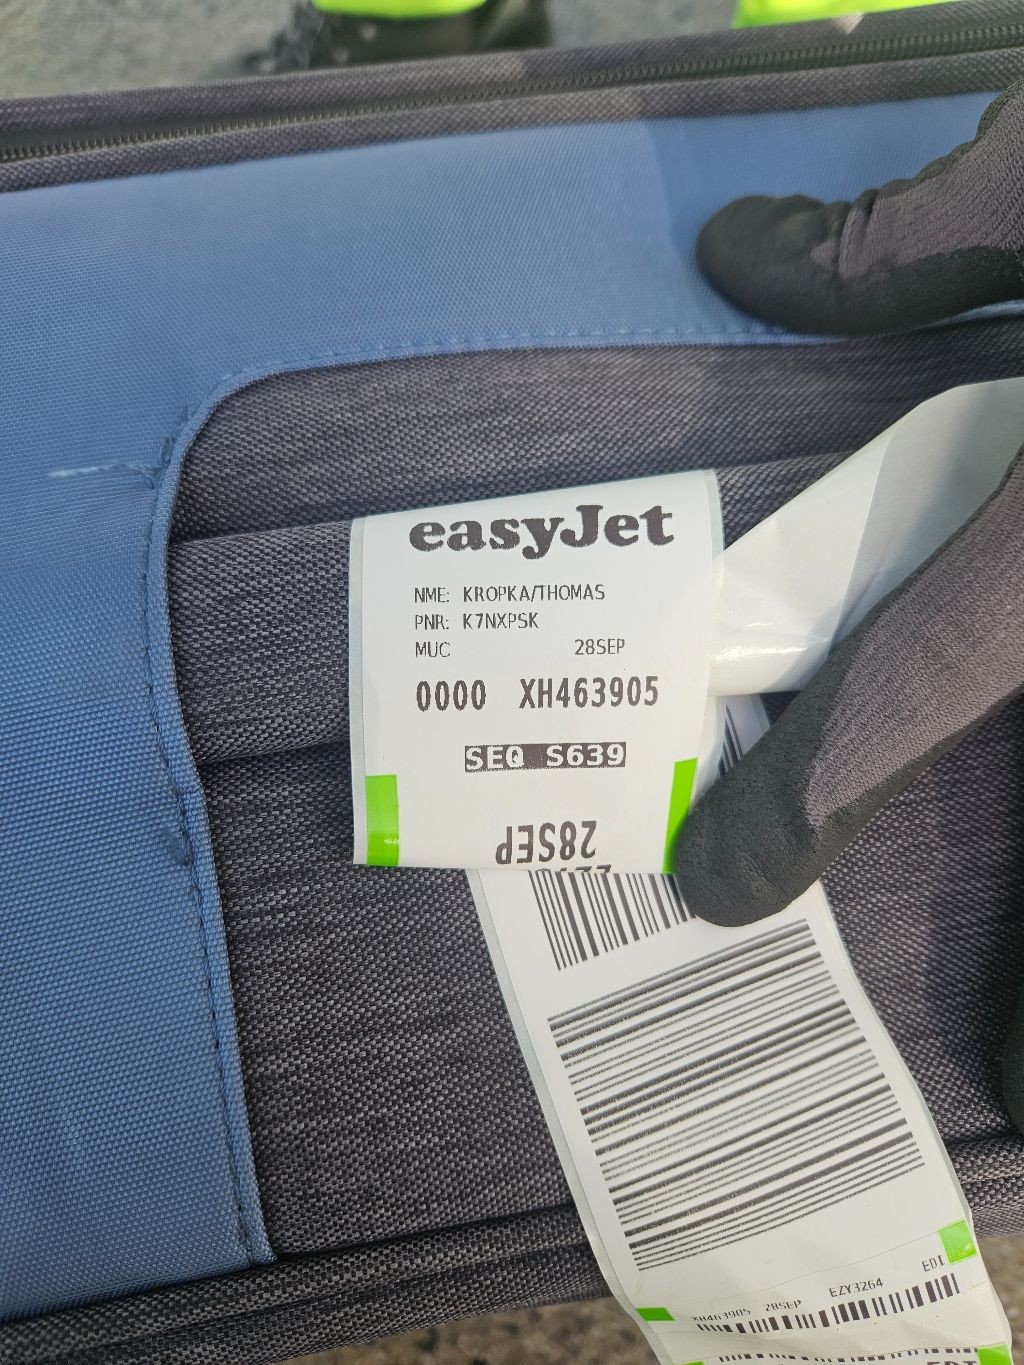 easyJet
NME: KROPKA/THOMAS
PNR: K7NXPSK
MUC 28SEP
0000 XH463905
SEQ S639
28SEP
XH463905 28SEP EZY3264 EDI